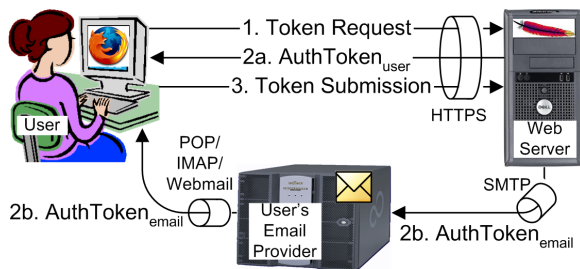 1. Token Request
2a. AuthTokenuser
3. Token Submission
HTTPS
User
DELL
Web
Server
POP/
IMAP/
Webmail
SMTP
2b. AuthTokenemail
User's
Email
Provider
2b. AuthTokenemail